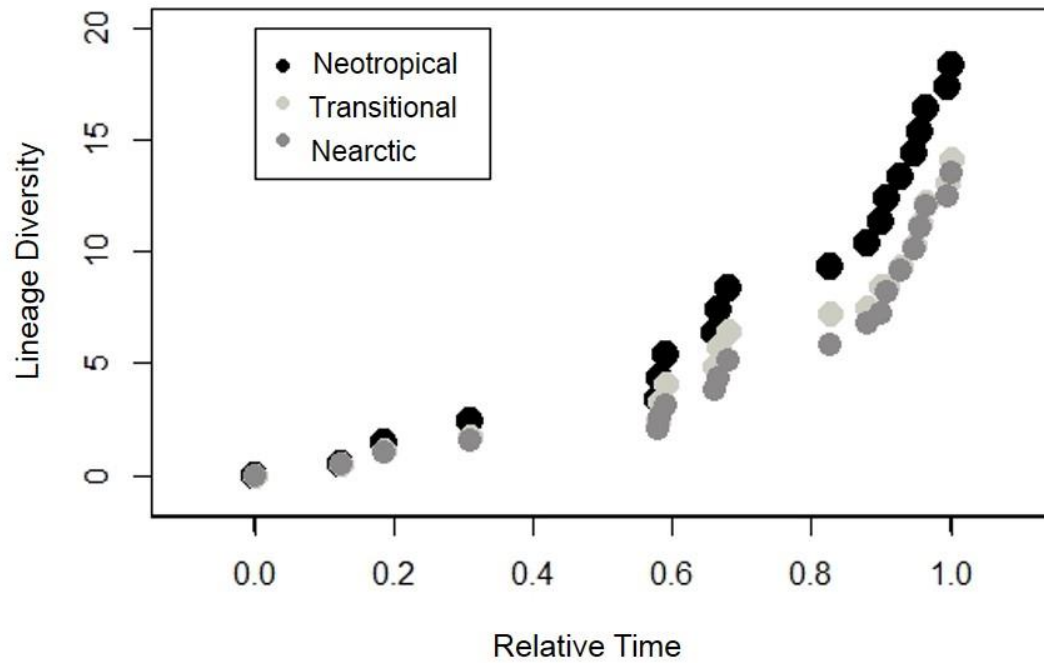 20
15
10
5
0
Lineage Diversity
Neotropical
Transitional
Nearctic
0.0 0.2 0.4 0.6 0.8 1.0
Relative Time